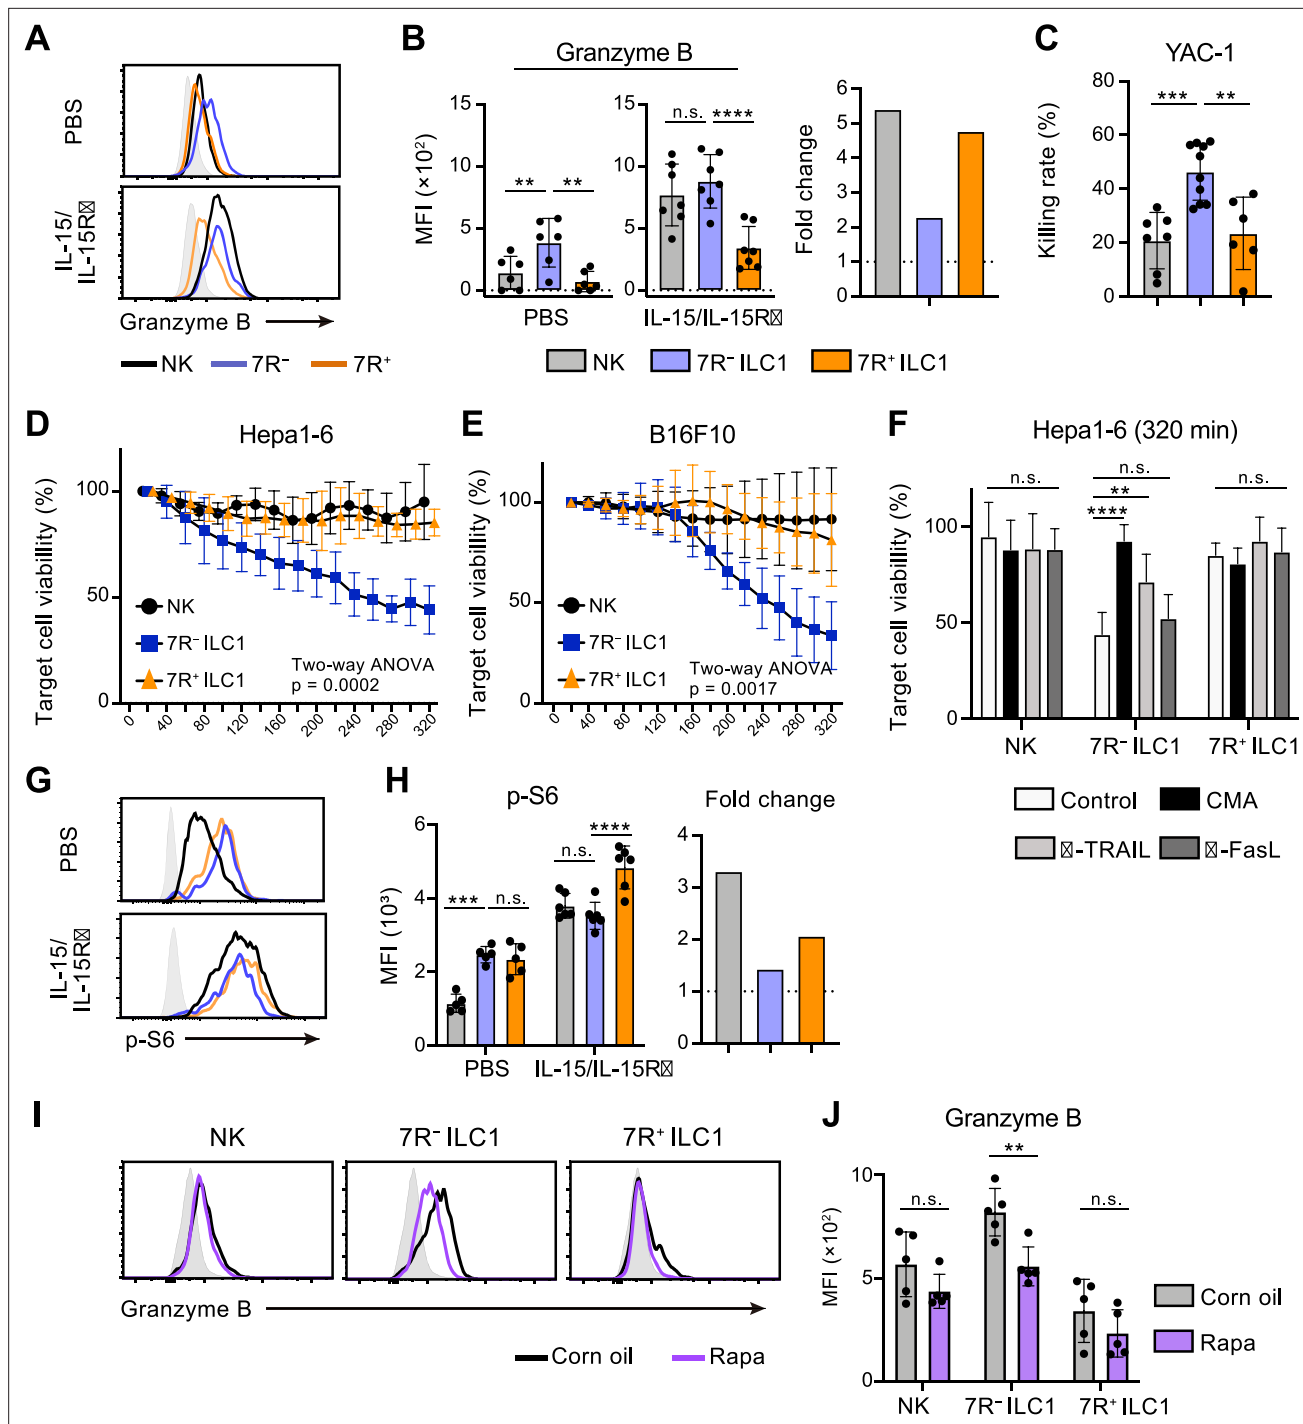 A
PBS
IL-15/
IL-15R⍰
Granzyme B
NK 7R⁻ 7R⁺
B
Granzyme B
MFI (×10²)
15
10
5
0
** **
PBS
15
10
5
0
n.s. ****
IL-15/IL-15R⍰
Fold change
6
5
4
3
2
1
0
NK 7R⁻ ILC1 7R⁺ ILC1
C
YAC-1
Killing rate (%)
80
60
40
20
0
*** **
D
Hepa1-6
Target cell viability (%)
100
50
0
NK
7R⁻ ILC1
7R⁺ ILC1
Two-way ANOVA
p = 0.0002
0 40 80 120 160 200 240 280 320
E
B16F10
Target cell viability (%)
100
50
0
NK
7R⁻ ILC1
7R⁺ ILC1
Two-way ANOVA
p = 0.0017
0 40 80 120 160 200 240 280 320
F
Hepa1-6 (320 min)
Target cell viability (%)
100
50
0
n.s.
n.s.
**
****
n.s.
NK 7R⁻ ILC1 7R⁺ ILC1
Control CMA
⍰-TRAIL ⍰-FasL
G
PBS
IL-15/
IL-15R⍰
p-S6
H
p-S6
MFI (10³)
6
4
2
0
*** n.s.
n.s. ****
PBS IL-15/IL-15R⍰
Fold change
4
3
2
1
0
I
NK 7R⁻ ILC1 7R⁺ ILC1
Granzyme B
Corn oil Rapa
J
Granzyme B
MFI (×10²)
10
5
0
n.s. ** n.s.
NK 7R⁻ ILC1 7R⁺ ILC1
Corn oil
Rapa